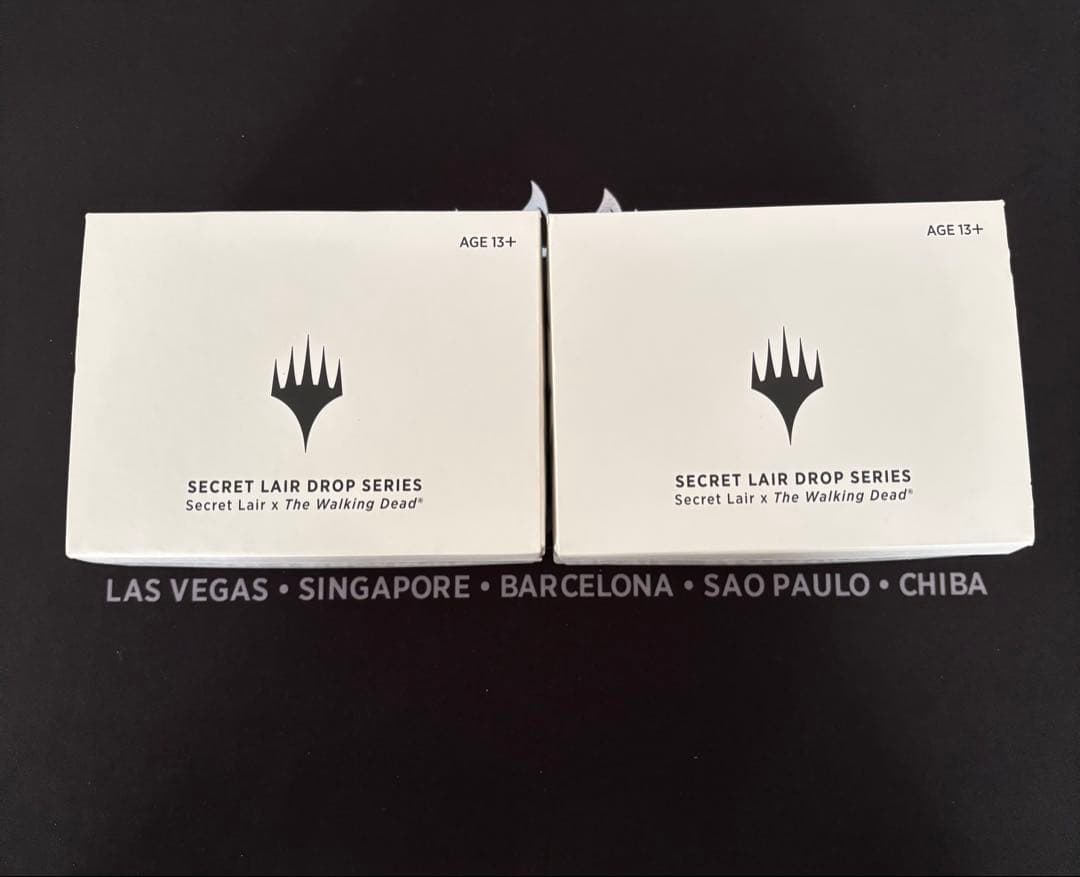 AGE 13+
SECRET LAIR DROP SERIES
Secret Lair x The Walking Dead®
AGE 13+
SECRET LAIR DROP SERIES
Secret Lair x The Walking Dead®
LAS VEGAS • SINGAPORE • BARCELONA • SAO PAULO • CHIBA